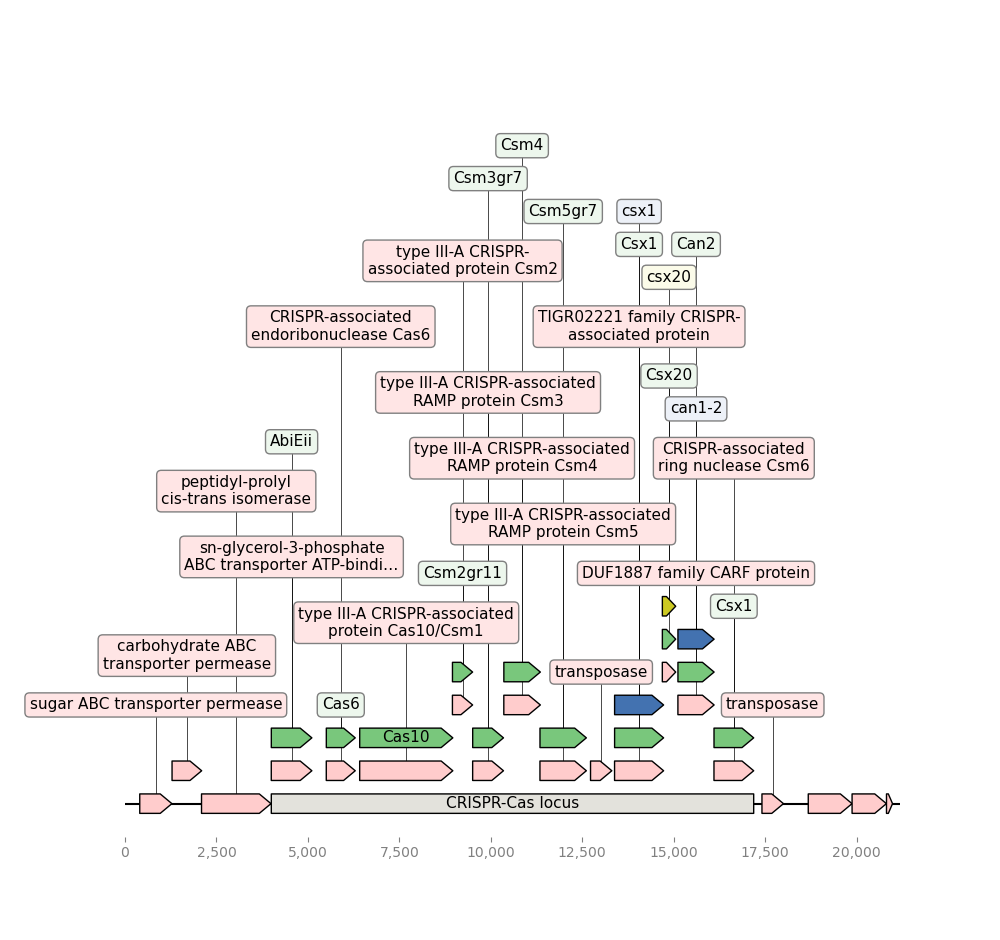 Csm4
Csm3gr7
Csm5gr7
csx1
Csx1
Can2
type III-A CRISPR-
associated protein Csm2
csx20
CRISPR-associated
endoribonuclease Cas6
TIGR02221 family CRISPR-
associated protein
Csx20
type III-A CRISPR-associated
RAMP protein Csm3
can1-2
AbiEii
type III-A CRISPR-associated
RAMP protein Csm4
CRISPR-associated
ring nuclease Csm6
peptidyl-prolyl
cis-trans isomerase
type III-A CRISPR-associated
RAMP protein Csm5
sn-glycerol-3-phosphate
ABC transporter ATP-bindi...
Csm2gr11
DUF1887 family CARF protein
Csx1
type III-A CRISPR-associated
protein Cas10/Csm1
carbohydrate ABC
transporter permease
transposase
sugar ABC transporter permease
Cas6
transposase
Cas10
CRISPR-Cas locus
0
2,500
5,000
7,500
10,000
12,500
15,000
17,500
20,000